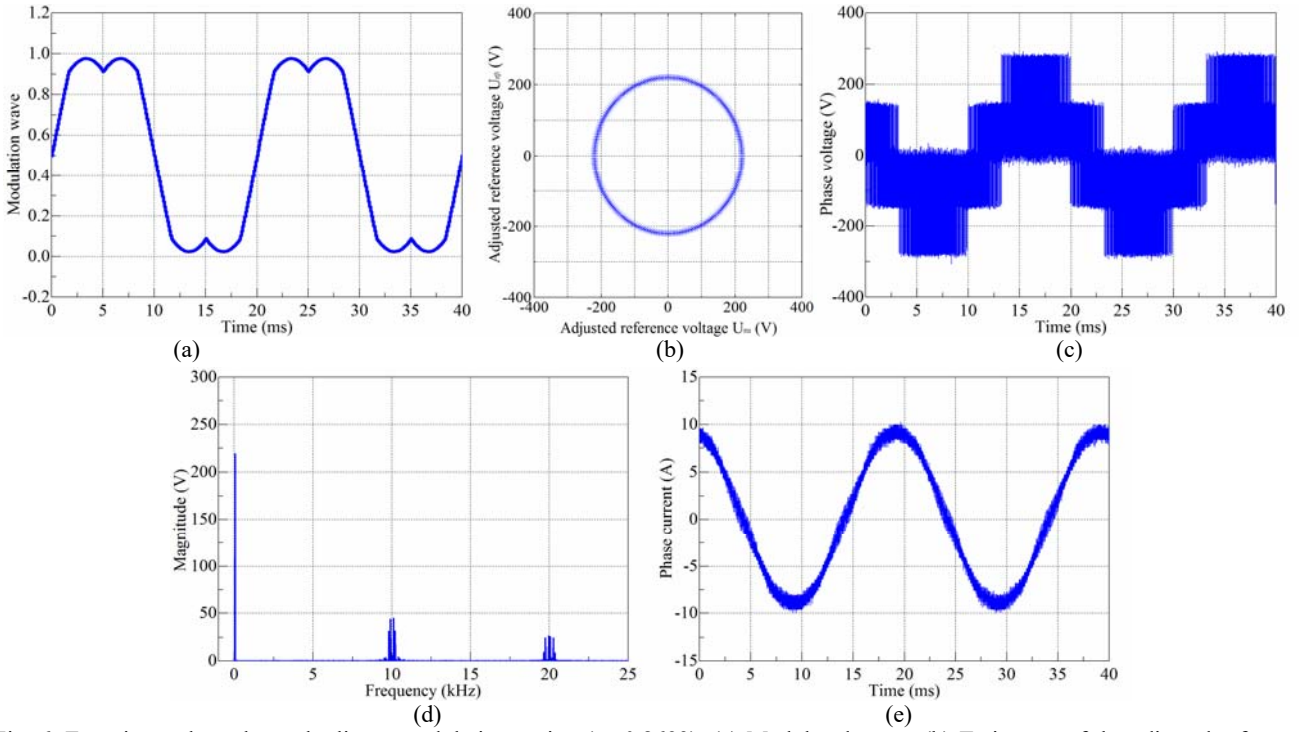 1.2
1.0
0.8
0.6
0.4
0.2
0.0
-0.2
Modulation wave
0 5 10 15 20 25 30 35 40
Time (ms)
(a)
400
200
0
-200
-400
Adjusted reference voltage (V)
-400 -200 0 200 400
Adjusted reference voltage (V)
(b)
400
200
0
-200
-400
Phase voltage (V)
0 5 10 15 20 25 30 35 40
Time (ms)
(c)
300
250
200
150
100
50
0
Magnitude (V)
0 5 10 15 20 25
Frequency (kHz)
(d)
15
10
5
0
-5
-10
-15
Phase current (A)
0 5 10 15 20 25 30 35 40
Time (ms)
(e)